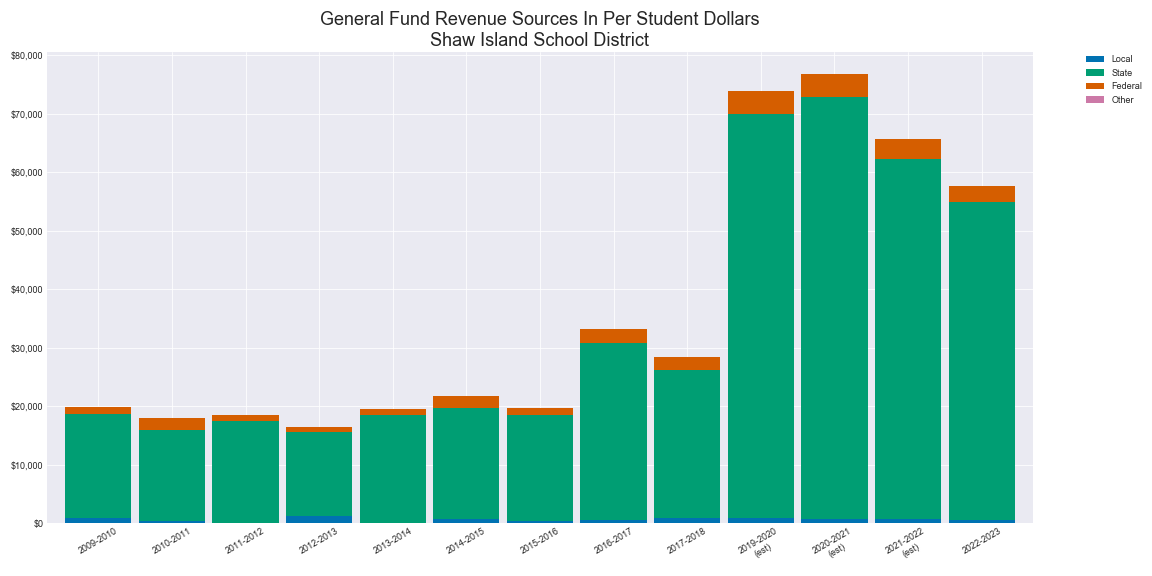 General Fund Revenue Sources In Per Student Dollars
Shaw Island School District
$80,000
$70,000
$60,000
$50,000
$40,000
$30,000
$20,000
$10,000
$0
2009-2010
2010-2011
2011-2012
2012-2013
2013-2014
2014-2015
2015-2016
2016-2017
2017-2018
2019-2020
(est)
2020-2021
(est)
2021-2022
(est)
2022-2023
Local
State
Federal
Other